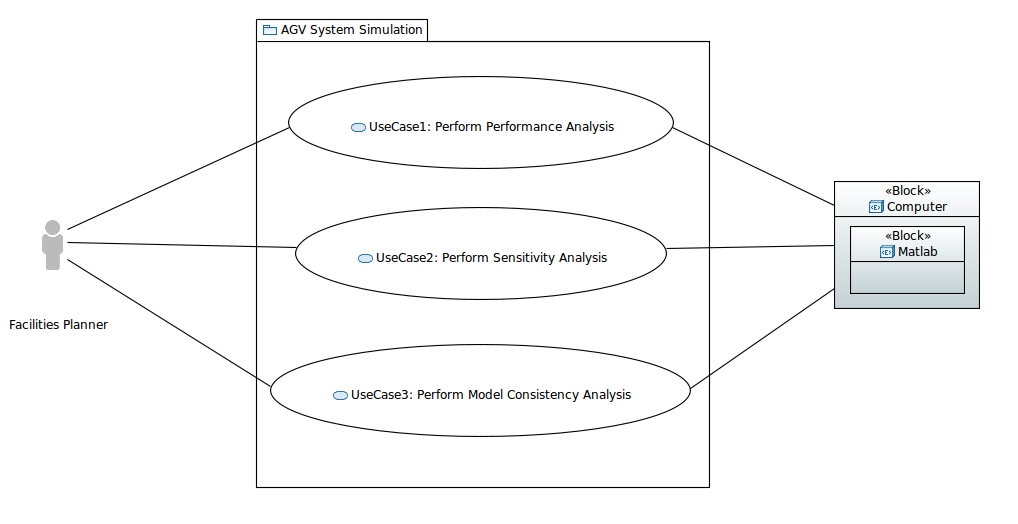 AGV System Simulation
UseCase1: Perform Performance Analysis
«Block»
Computer
UseCase2: Perform Sensitivity Analysis
«Block»
Matlab
Facilities Planner
UseCase3: Perform Model Consistency Analysis